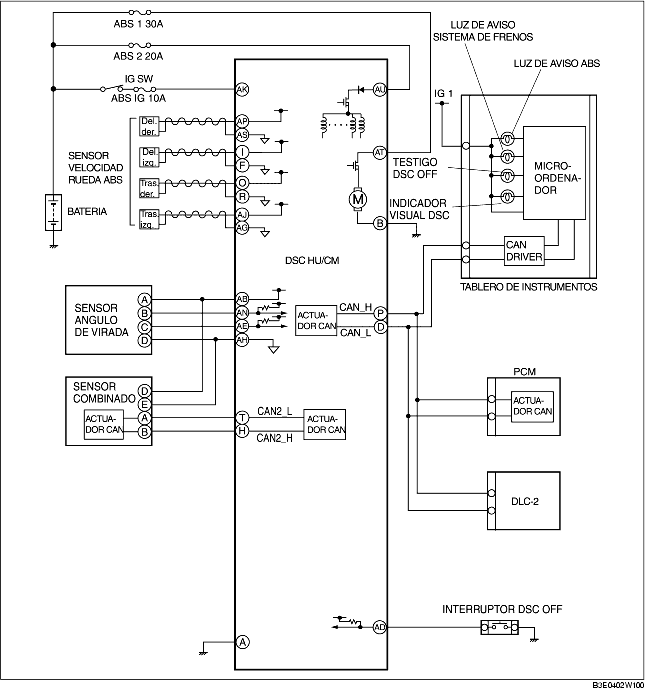 ABS 1 30A
ABS 2 20A
IG SW
ABS IG 10A
AK
AU
LUZ DE AVISO
SISTEMA DE FRENOS
LUZ DE AVISO ABS
IG 1
SENSOR
VELOCIDAD
RUEDA ABS
Del.
der.
AP
AS
Del
izq.
I
F
Tras.
der.
O
R
Tras.
izq.
AJ
AG
AT
M
B
TESTIGO
DSC OFF
INDICADOR
VISUAL DSC
MICRO-
ORDENA-
DOR
CAN
DRIVER
TABLERO DE INSTRUMENTOS
BATERIA
DSC HU/CM
SENSOR
ANGULO
DE VIRADA
A
B
C
D
AB
AN
AE
AH
ACTUA-
DOR CAN
CAN_H
CAN_L
P
D
SENSOR
COMBINADO
ACTUA-
DOR CAN
D
E
A
B
CAN2_L
CAN2_H
T
H
ACTUA-
DOR CAN
PCM
ACTUA-
DOR CAN
DLC-2
INTERRUPTOR DSC OFF
AD
A
B3E0402W100